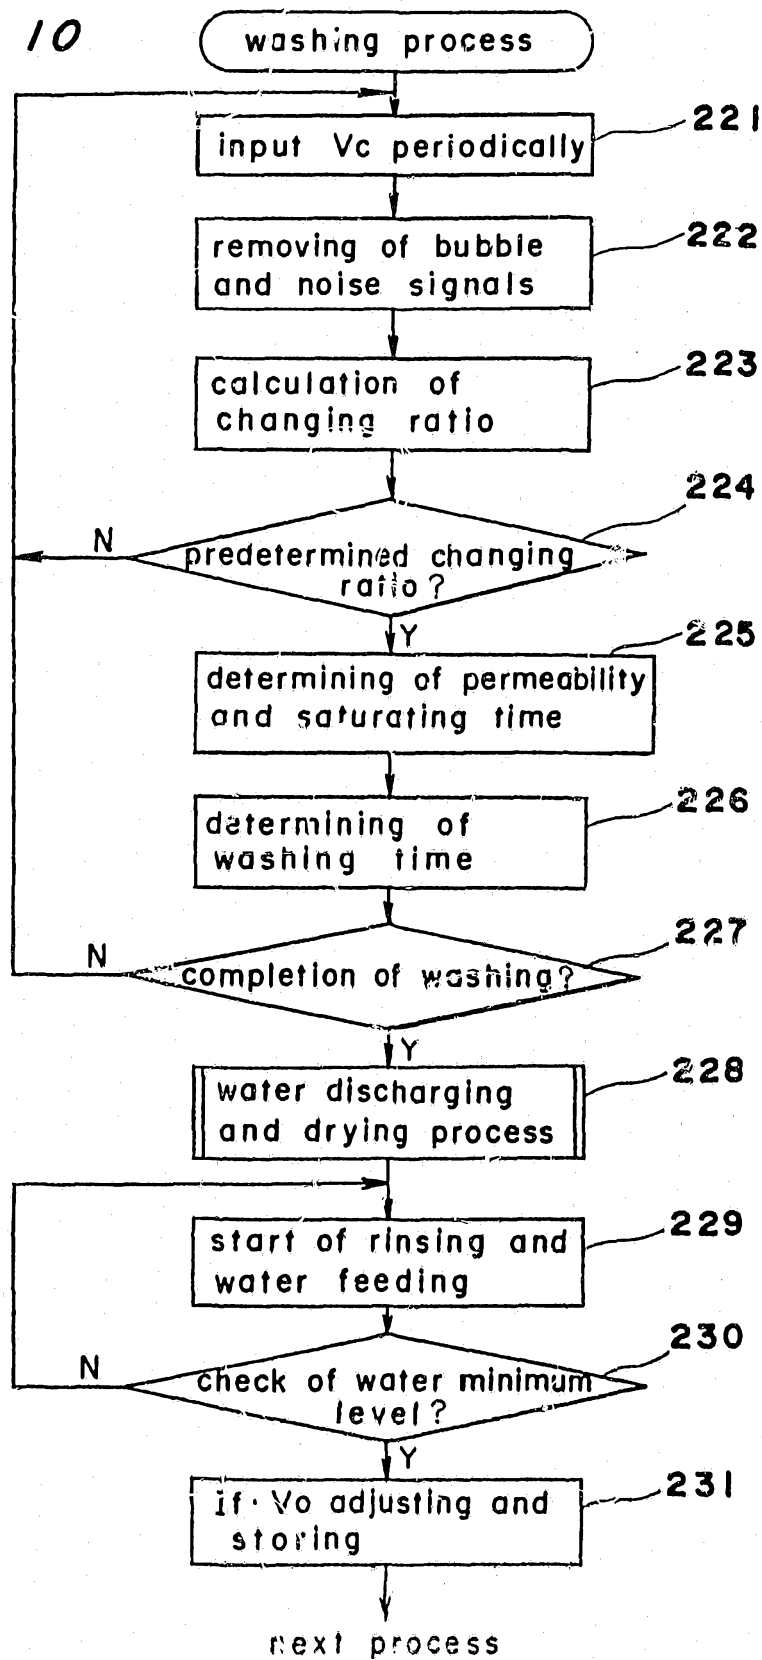 10
washing process
221
input Vc periodically
222
removing of bubble
and noise signals
223
calculation of
changing ratio
224
N
predetermined changing
ratio?
Y
225
determining of permeability
and saturating time
226
determining of
washing time
227
N
completion of washing?
Y
228
water discharging
and drying process
229
start of rinsing and
water feeding
230
N
check of water minimum
level?
Y
231
If· Vo adjusting and
storing
next process